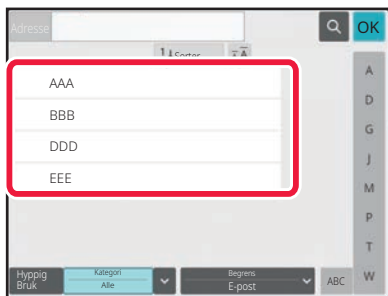 Adresse
OK
Sorter
AAA
BBB
DDD
EEE
A
D
G
J
M
P
T
W
Hyppig
Bruk
Kategori
Alle
Begrens
E-post
ABC